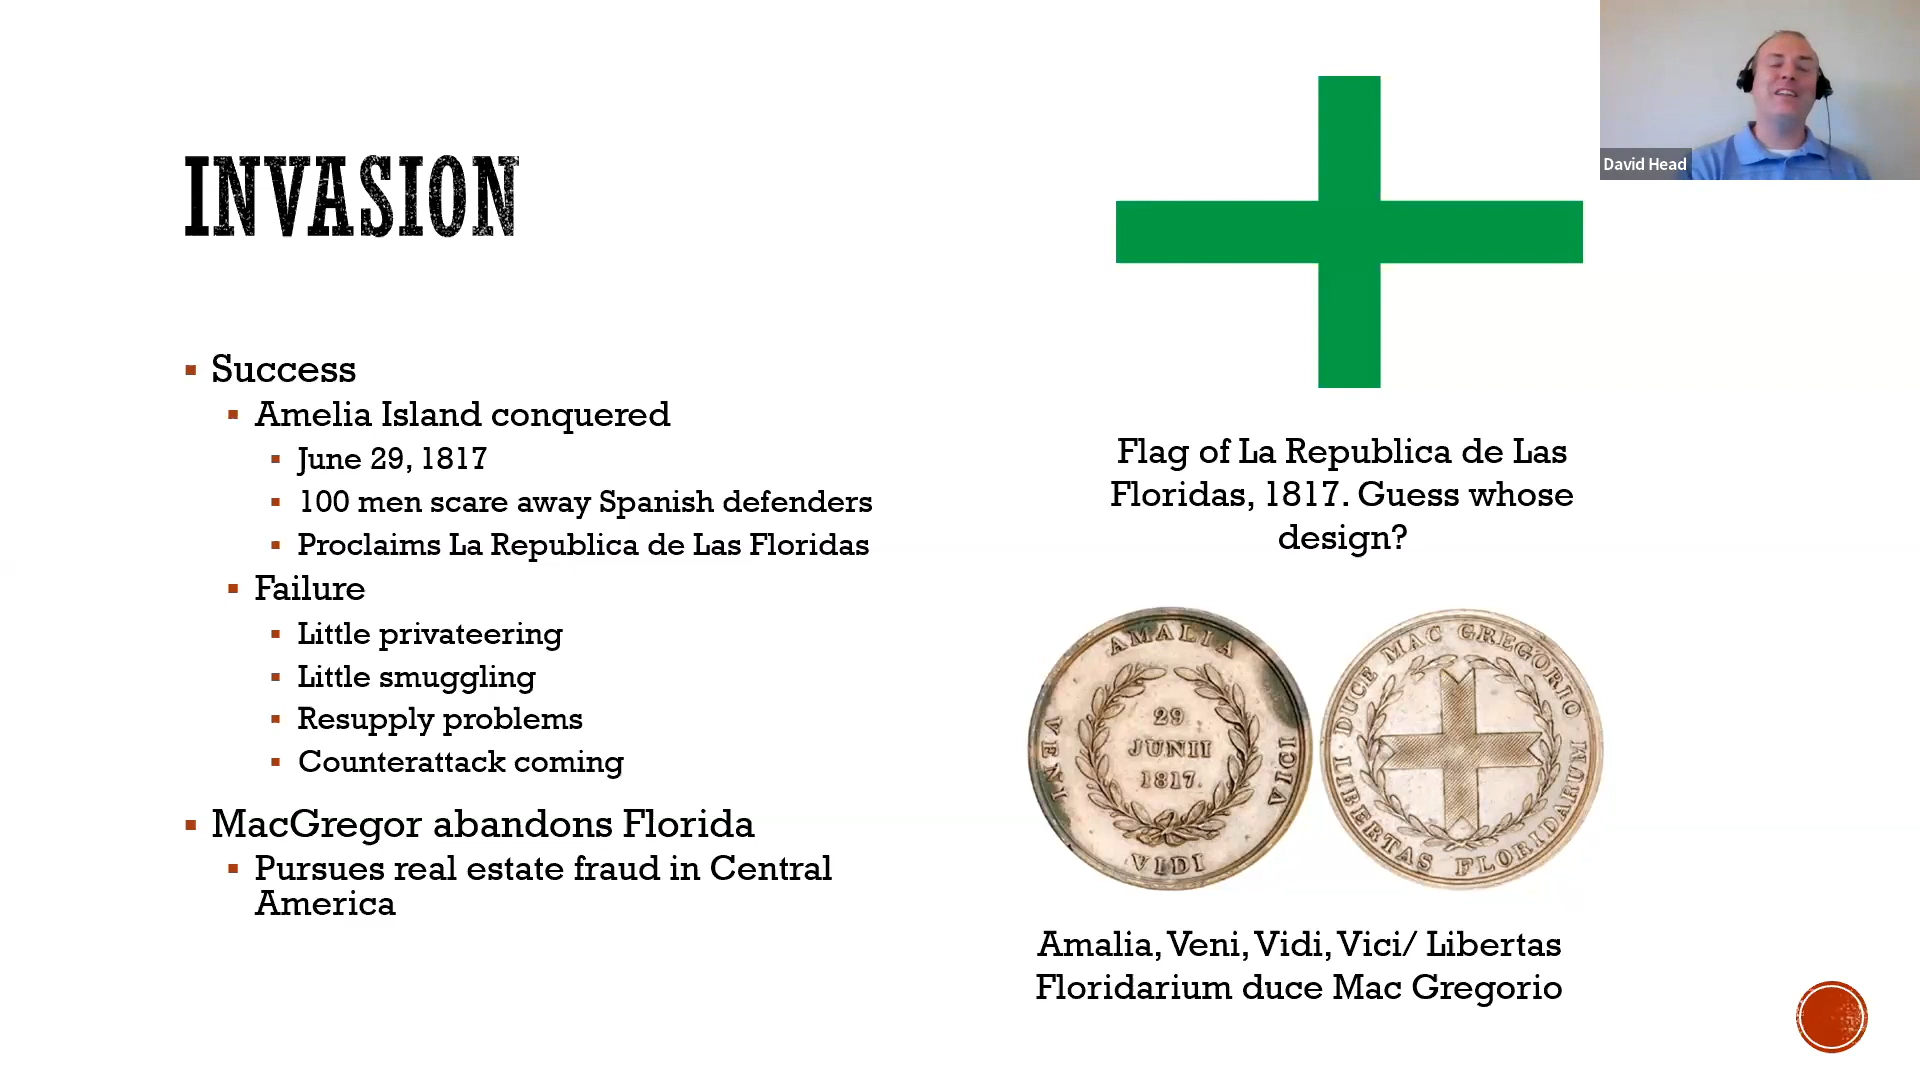 INVASION
Success
Amelia Island conquered
June 29, 1817
100 men scare away Spanish defenders
Proclaims La Republica de Las Floridas
Failure
Little privateering
Little smuggling
Resupply problems
Counterattack coming
MacGregor abandons Florida
Pursues real estate fraud in Central
America
Flag of La Republica de Las
Floridas, 1817. Guess whose
design?
AMALIA
VENI
VIDI
VICI
29
JUNII
1817.
DUCE MAC GREGORIO
LIBERTAS FLORIDARUM
Amalia, Veni, Vidi, Vici/ Libertas
Floridarium duce Mac Gregorio
David Head